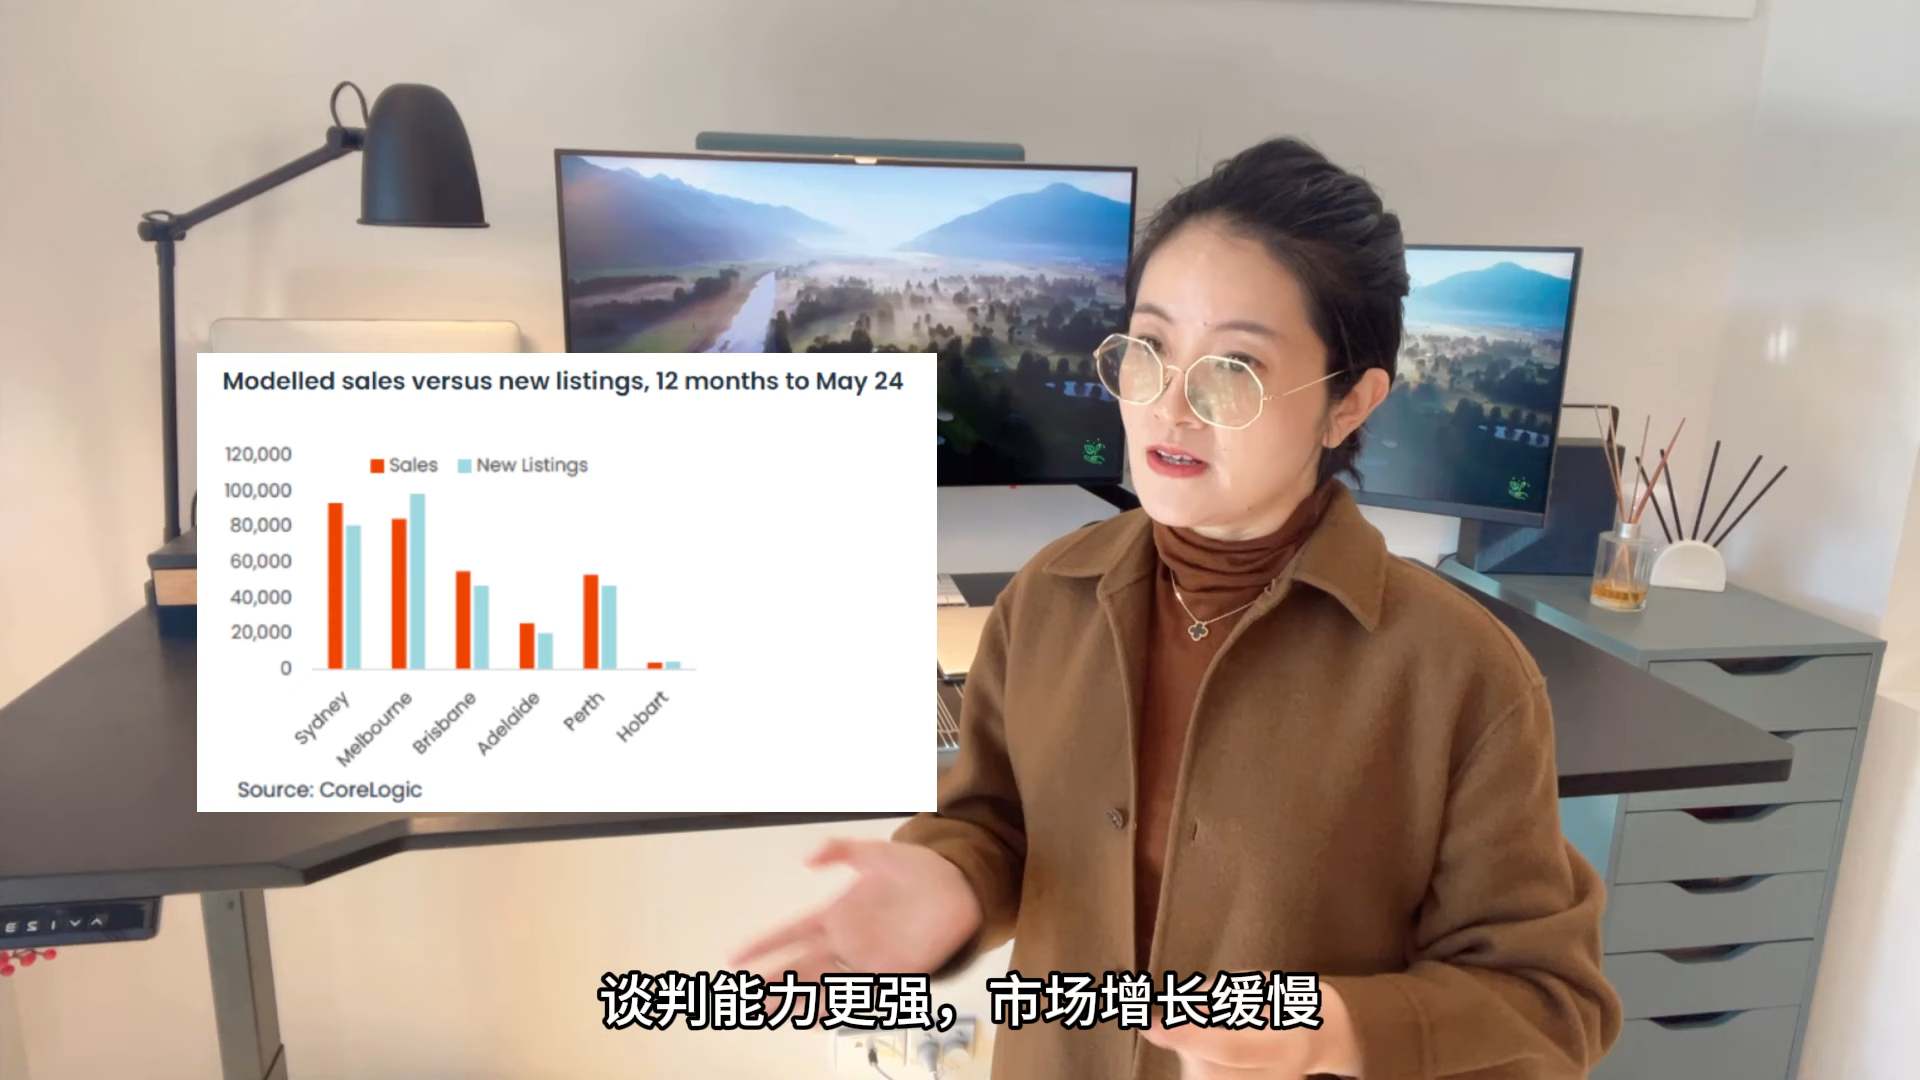 Modelled sales versus new listings, 12 months to May 24
Sales
New Listings
120,000
100,000
80,000
60,000
40,000
20,000
0
Sydney
Melbourne
Brisbane
Adelaide
Perth
Hobart
Source: CoreLogic
ESIVA
谈判能力更强，市场增长缓慢